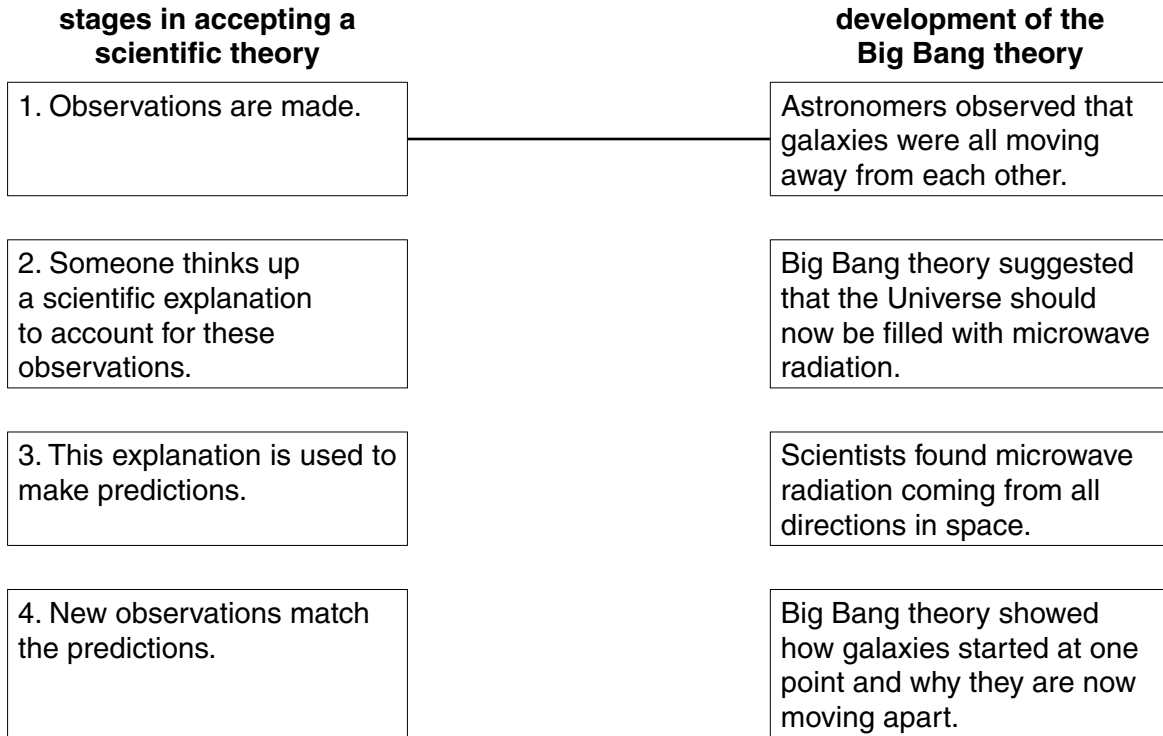 stages in accepting a
scientific theory
development of the
Big Bang theory
1. Observations are made.
Astronomers observed that
galaxies were all moving
away from each other.
2. Someone thinks up
a scientific explanation
to account for these
observations.
Big Bang theory suggested
that the Universe should
now be filled with microwave
radiation.
3. This explanation is used to
make predictions.
Scientists found microwave
radiation coming from all
directions in space.
4. New observations match
the predictions.
Big Bang theory showed
how galaxies started at one
point and why they are now
moving apart.